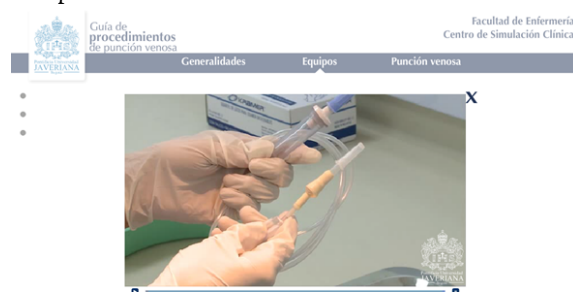 Guía de
procedimientos
de punción venosa
Facultad de Enfermería
Centro de Simulación Clínica
JAVERIANA
Generalidades Equipos Punción venosa
X
JAVERIANA